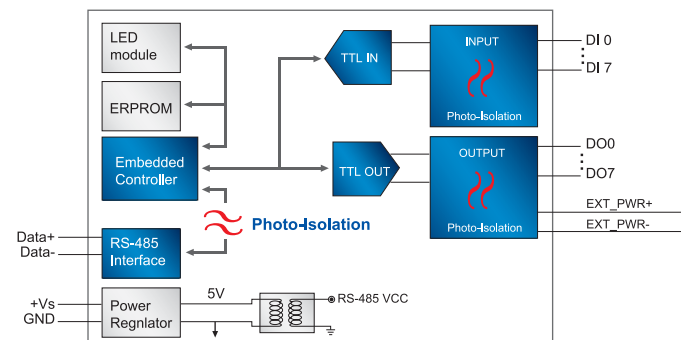 LED
module
ERPROM
Embedded
Controller
TTL IN
INPUT
Photo-Isolation
DI 0
DI 7
TTL OUT
OUTPUT
Photo-Isolation
DO0
DO7
EXT_PWR+
EXT_PWR-
Photo-Isolation
Data+
Data-
RS-485
Interface
+Vs
GND
Power
Regnlator
5V
RS-485 VCC